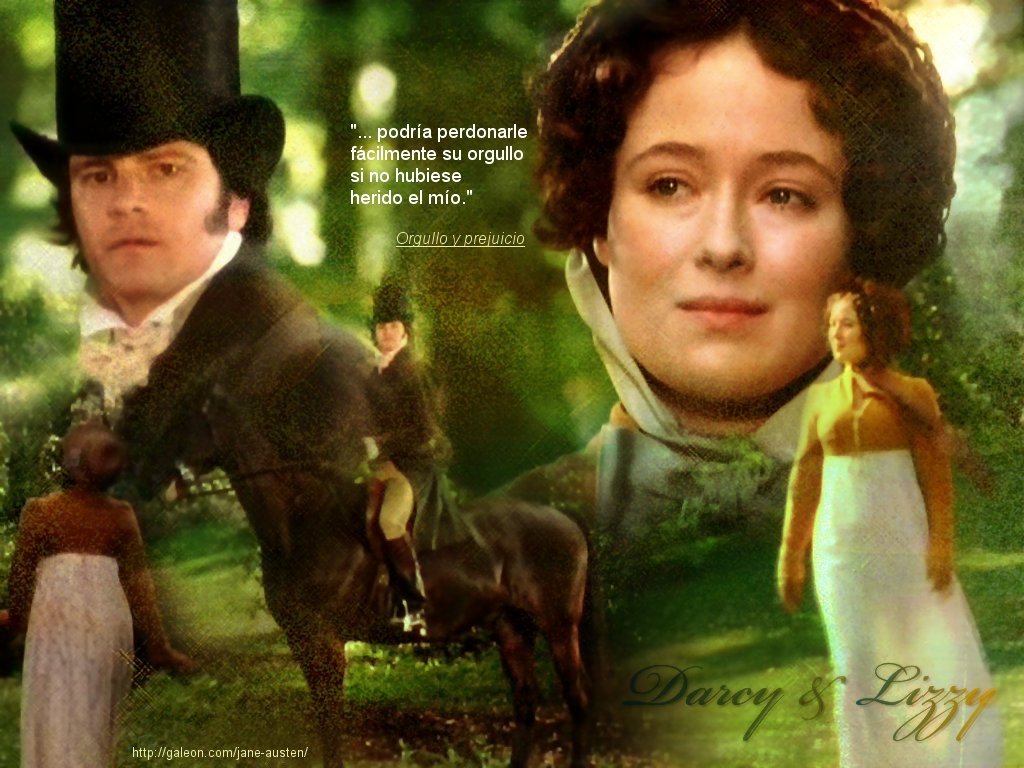 "... podría perdonarle
fácilmente su orgullo
si no hubiese
herido el mío."
Orgullo y prejuicio
Darcy & Lizzy
http://galeon.com/jane-austen/